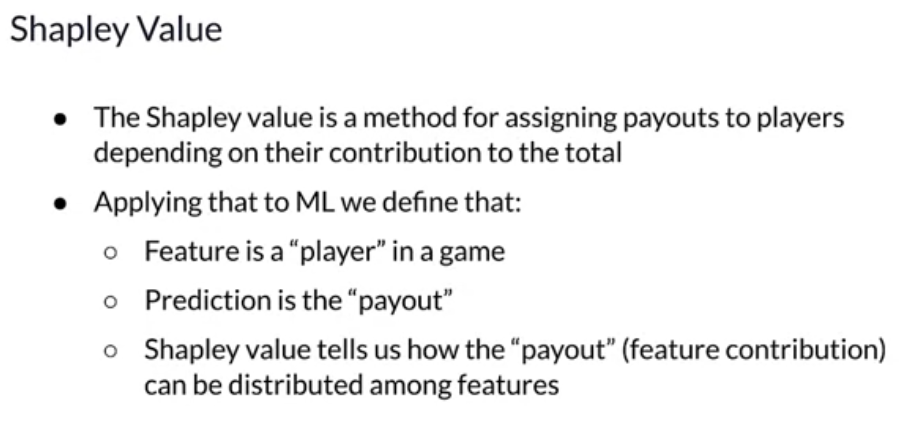 Shapley Value
● The Shapley value is a method for assigning payouts to players
depending on their contribution to the total
● Applying that to ML we define that:
○ Feature is a “player” in a game
○ Prediction is the “payout”
○ Shapley value tells us how the “payout” (feature contribution)
can be distributed among features